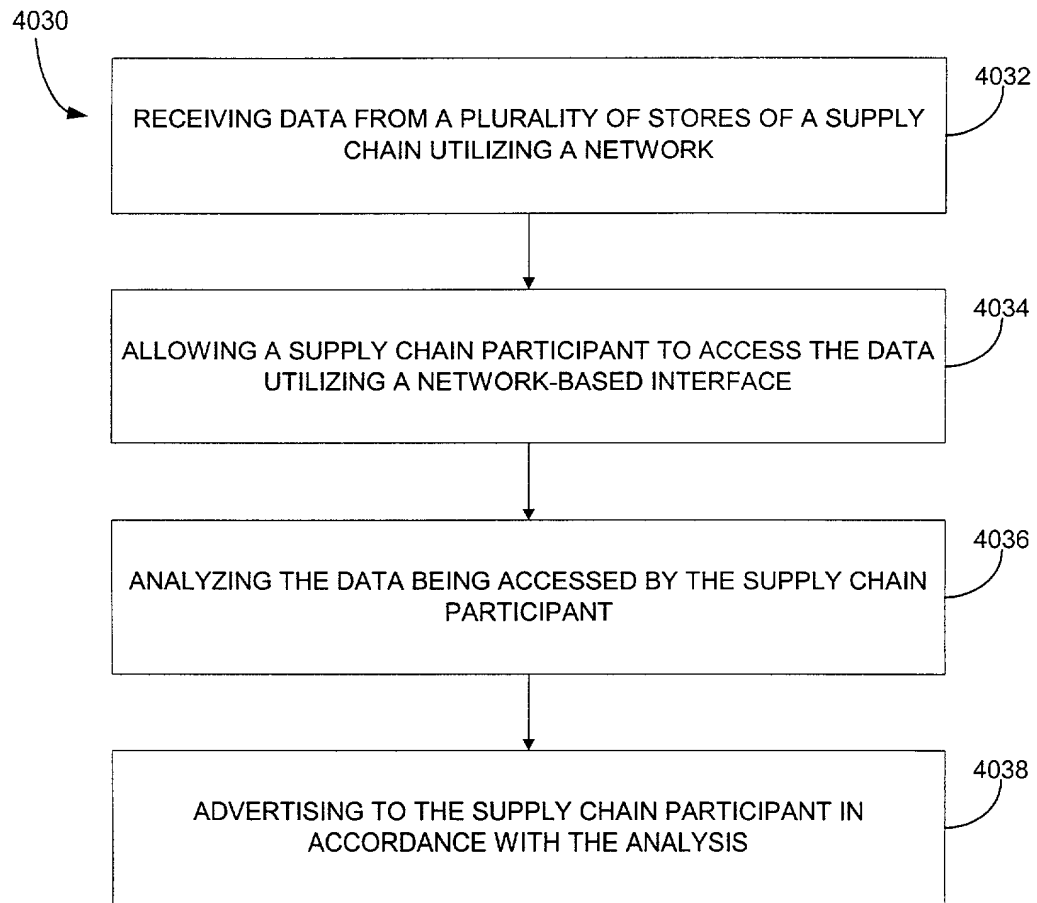 4030
4032
RECEIVING DATA FROM A PLURALITY OF STORES OF A SUPPLY
CHAIN UTILIZING A NETWORK
4034
ALLOWING A SUPPLY CHAIN PARTICIPANT TO ACCESS THE DATA
UTILIZING A NETWORK-BASED INTERFACE
4036
ANALYZING THE DATA BEING ACCESSED BY THE SUPPLY CHAIN
PARTICIPANT
4038
ADVERTISING TO THE SUPPLY CHAIN PARTICIPANT IN
ACCORDANCE WITH THE ANALYSIS